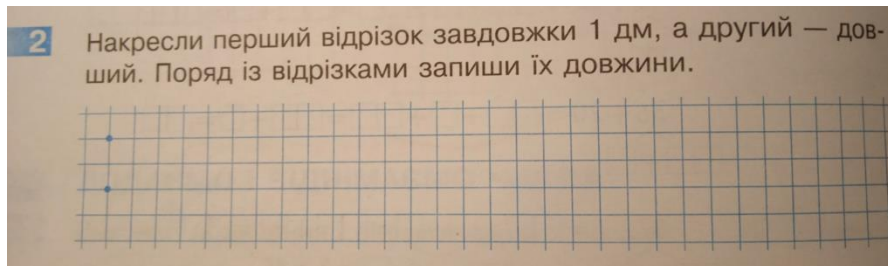 2 Накресли перший відрізок завдовжки 1 дм, а другий — дов-
ший. Поряд із відрізками запиши їх довжини.